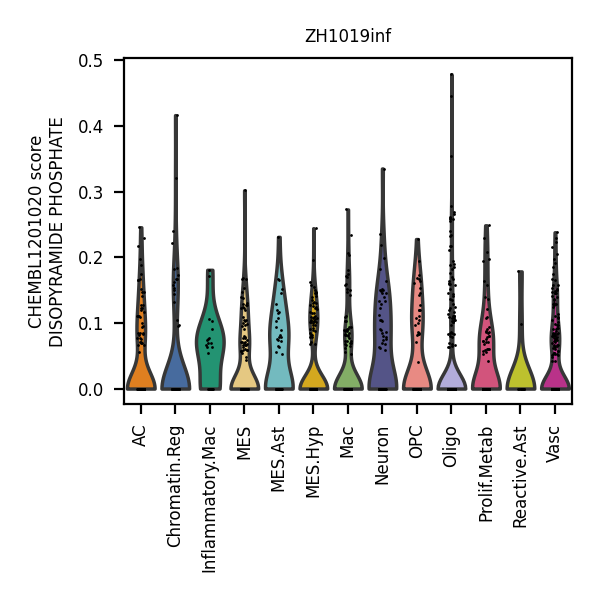 ZH1019inf
CHEMBL1201020 score
DISOPYRAMIDE PHOSPHATE
0.5
0.4
0.3
0.2
0.1
0.0
AC
Chromatin.Reg
Inflammatory.Mac
MES
MES.Ast
MES.Hyp
Mac
Neuron
OPC
Oligo
Prolif.Metab
Reactive.Ast
Vasc